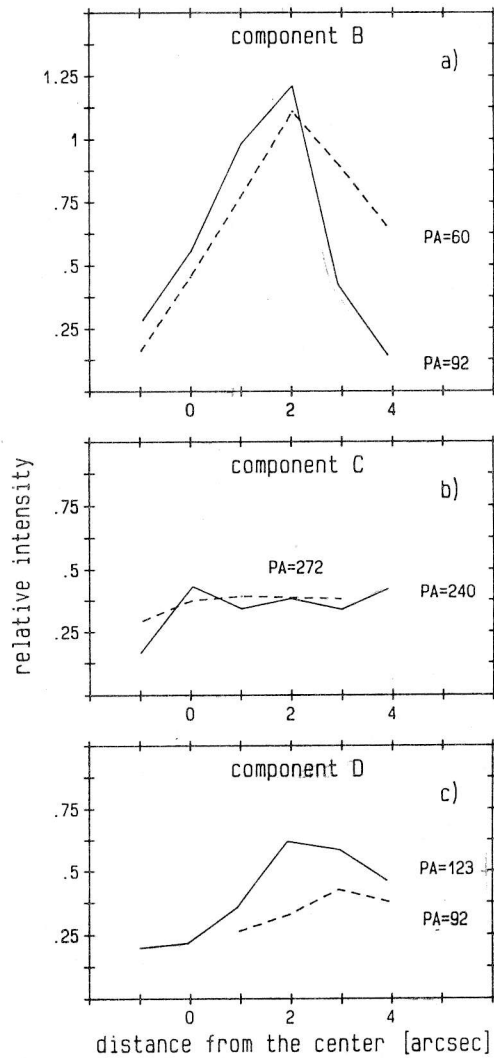 component B
a)
1.25
1
.75
.5
.25
PA=60
PA=92
0 2 4
component C
b)
.75
.5
.25
PA=272
PA=240
0 2 4
component D
c)
.75
.5
.25
PA=123
PA=92
0 2 4
relative intensity
distance from the center [arcsec]